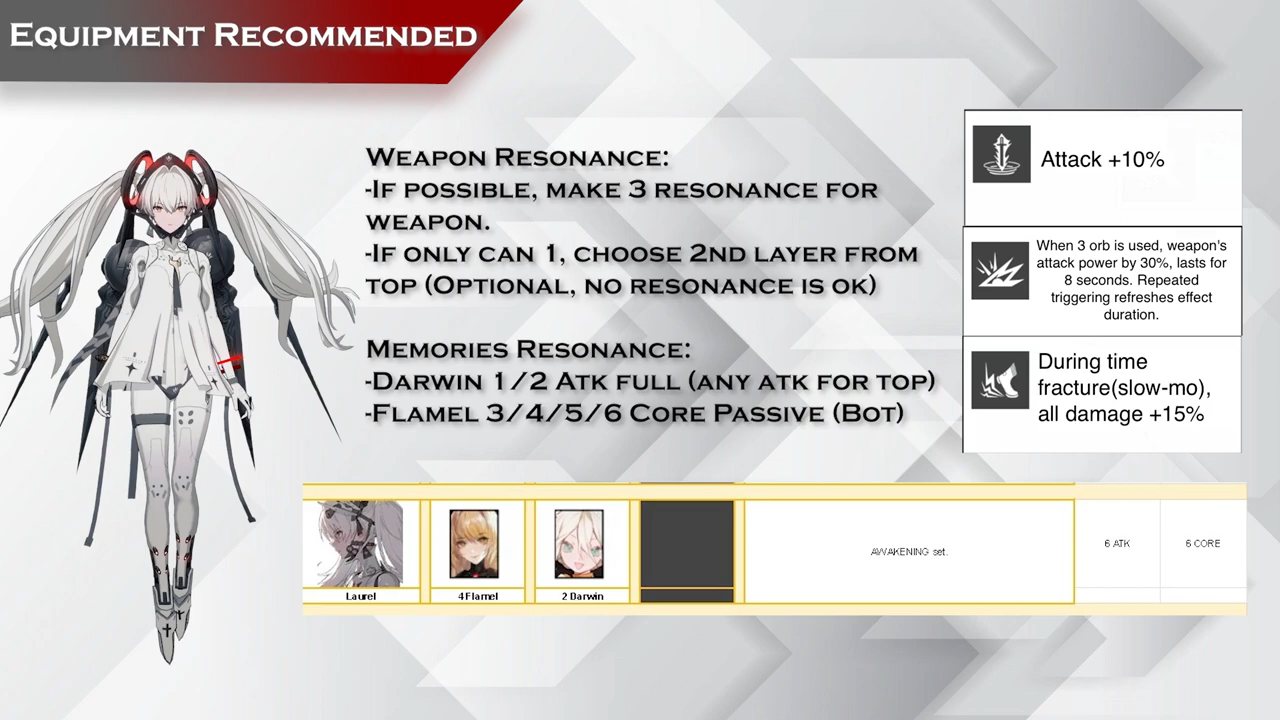 Equipment Recommended
Weapon Resonance:
-If possible, make 3 resonance for
weapon.
-If only can 1, choose 2nd layer from
top (Optional, no resonance is ok)
Memories Resonance:
-Darwin 1/2 Atk full (any atk for top)
-Flamel 3/4/5/6 Core Passive (Bot)
Attack +10%
When 3 orb is used, weapon's
attack power by 30%, lasts for
8 seconds. Repeated
triggering refreshes effect
duration.
During time
fracture(slow-mo),
all damage +15%
Laurel
4 Flamel
2 Darwin
AWAKENING set.
6 ATK
6 CORE